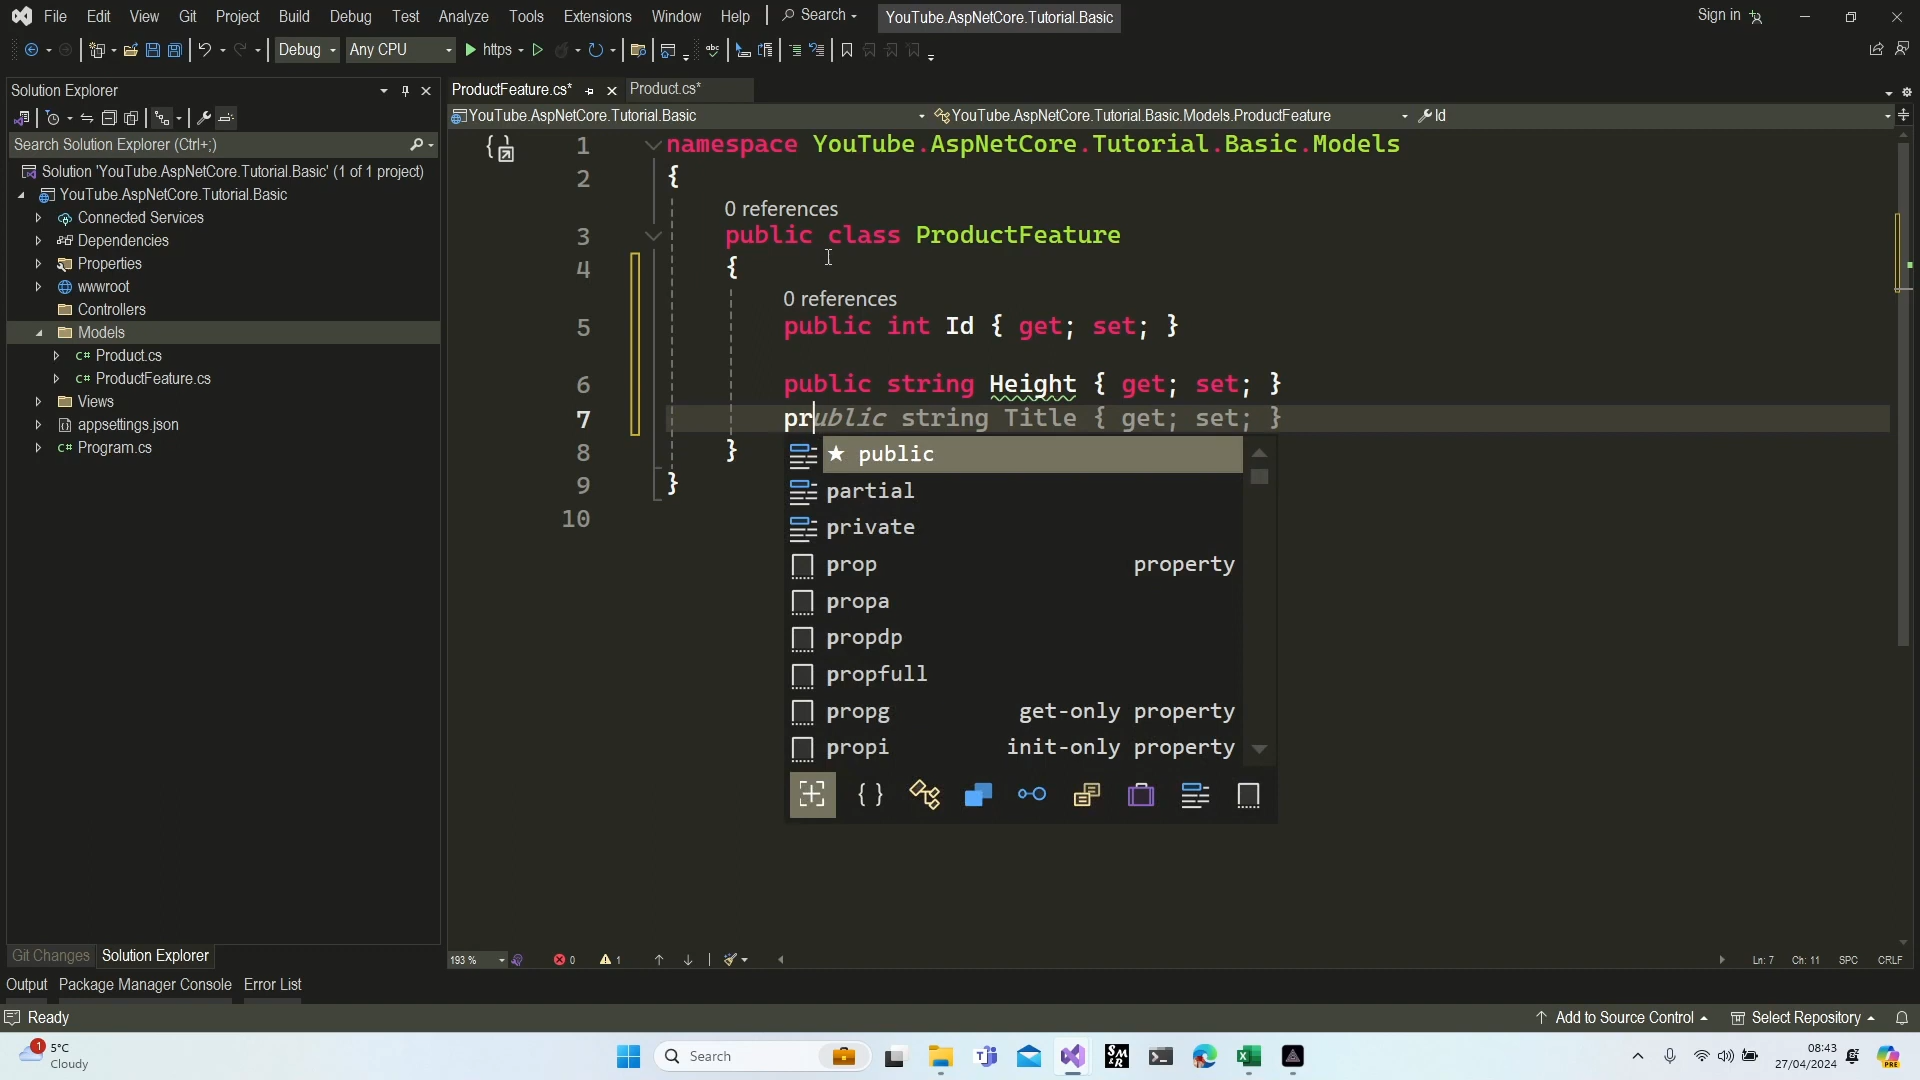 File Edit View Git Project Build Debug Test Analyze Tools Extensions Window Help Search YouTube.AspNetCore.Tutorial.Basic Sign in
Debug Any CPU https
Solution Explorer
Search Solution Explorer (Ctrl+;)
Solution 'YouTube.AspNetCore.Tutorial.Basic' (1 of 1 project)
YouTube.AspNetCore.Tutorial.Basic
Connected Services
Dependencies
Properties
wwwroot
Controllers
Models
C# Product.cs
C# ProductFeature.cs
Views
appsettings.json
C# Program.cs
Git Changes Solution Explorer
ProductFeature.cs* Product.cs*
YouTube.AspNetCore.Tutorial.Basic YouTube.AspNetCore.Tutorial.Basic.Models.ProductFeature Id
1 namespace YouTube.AspNetCore.Tutorial.Basic.Models
2 {
0 references
3 public class ProductFeature
4 {
0 references
5 public int Id { get; set; }
6 public string Height { get; set; }
7 prublic string Title { get; set; }
8 }
9 }
10
★ public
partial
private
prop property
propa
propdp
propfull
propg get-only property
propi init-only property
193 % 0 1 Ln: 7 Ch: 11 SPC CRLF
Output Package Manager Console Error List
Ready Add to Source Control Select Repository
1 5°C
Cloudy
Search
08:43
27/04/2024
PRE